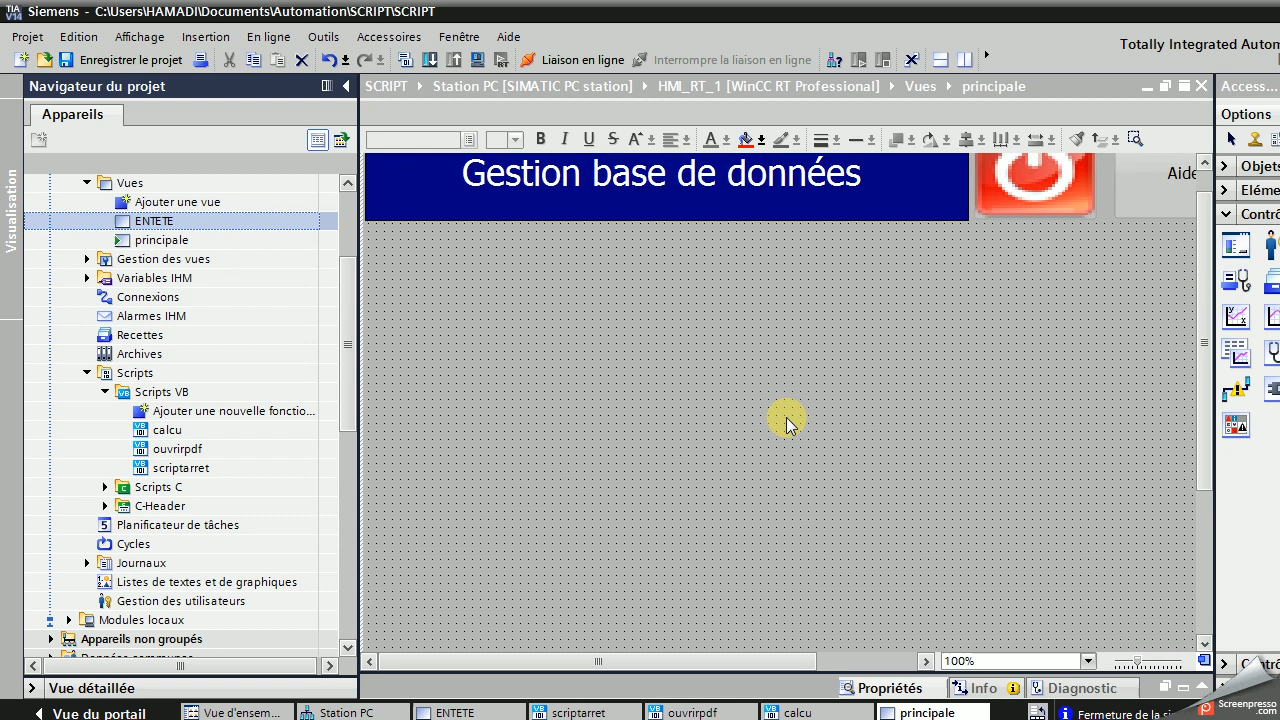 TIA V14
Siemens - C:\Users\HAMADI\Documents\Automation\SCRIPT\SCRIPT
Projet Edition Affichage Insertion En ligne Outils Accessoires Fenêtre Aide
Totally Integrated Autom
Enregistrer le projet
Liaison en ligne
Interrompre la liaison en ligne
Navigateur du projet
SCRIPT Station PC [SIMATIC PC station] HMI_RT_1 [WinCC RT Professional] Vues principale
Access...
Appareils
Options
Visualisation
Vues
Ajouter une vue
ENTETE
principale
Gestion des vues
Variables IHM
Connexions
Alarmes IHM
Recettes
Archives
Scripts
Scripts VB
Ajouter une nouvelle fonctio...
calcu
ouvrirpdf
scriptarret
Scripts C
C-Header
Planificateur de tâches
Cycles
Journaux
Listes de textes et de graphiques
Gestion des utilisateurs
Modules locaux
Appareils non groupés
Vue détaillée
Gestion base de données
Aide
Objets
Eléme
Contrô
100%
Propriétés
Info
Diagnostic
Vue du portail
Vue d'ensem...
Station PC
ENTETE
scriptarret
ouvrirpdf
calcu
principale
Fermeture de la si
Screenpresso.com